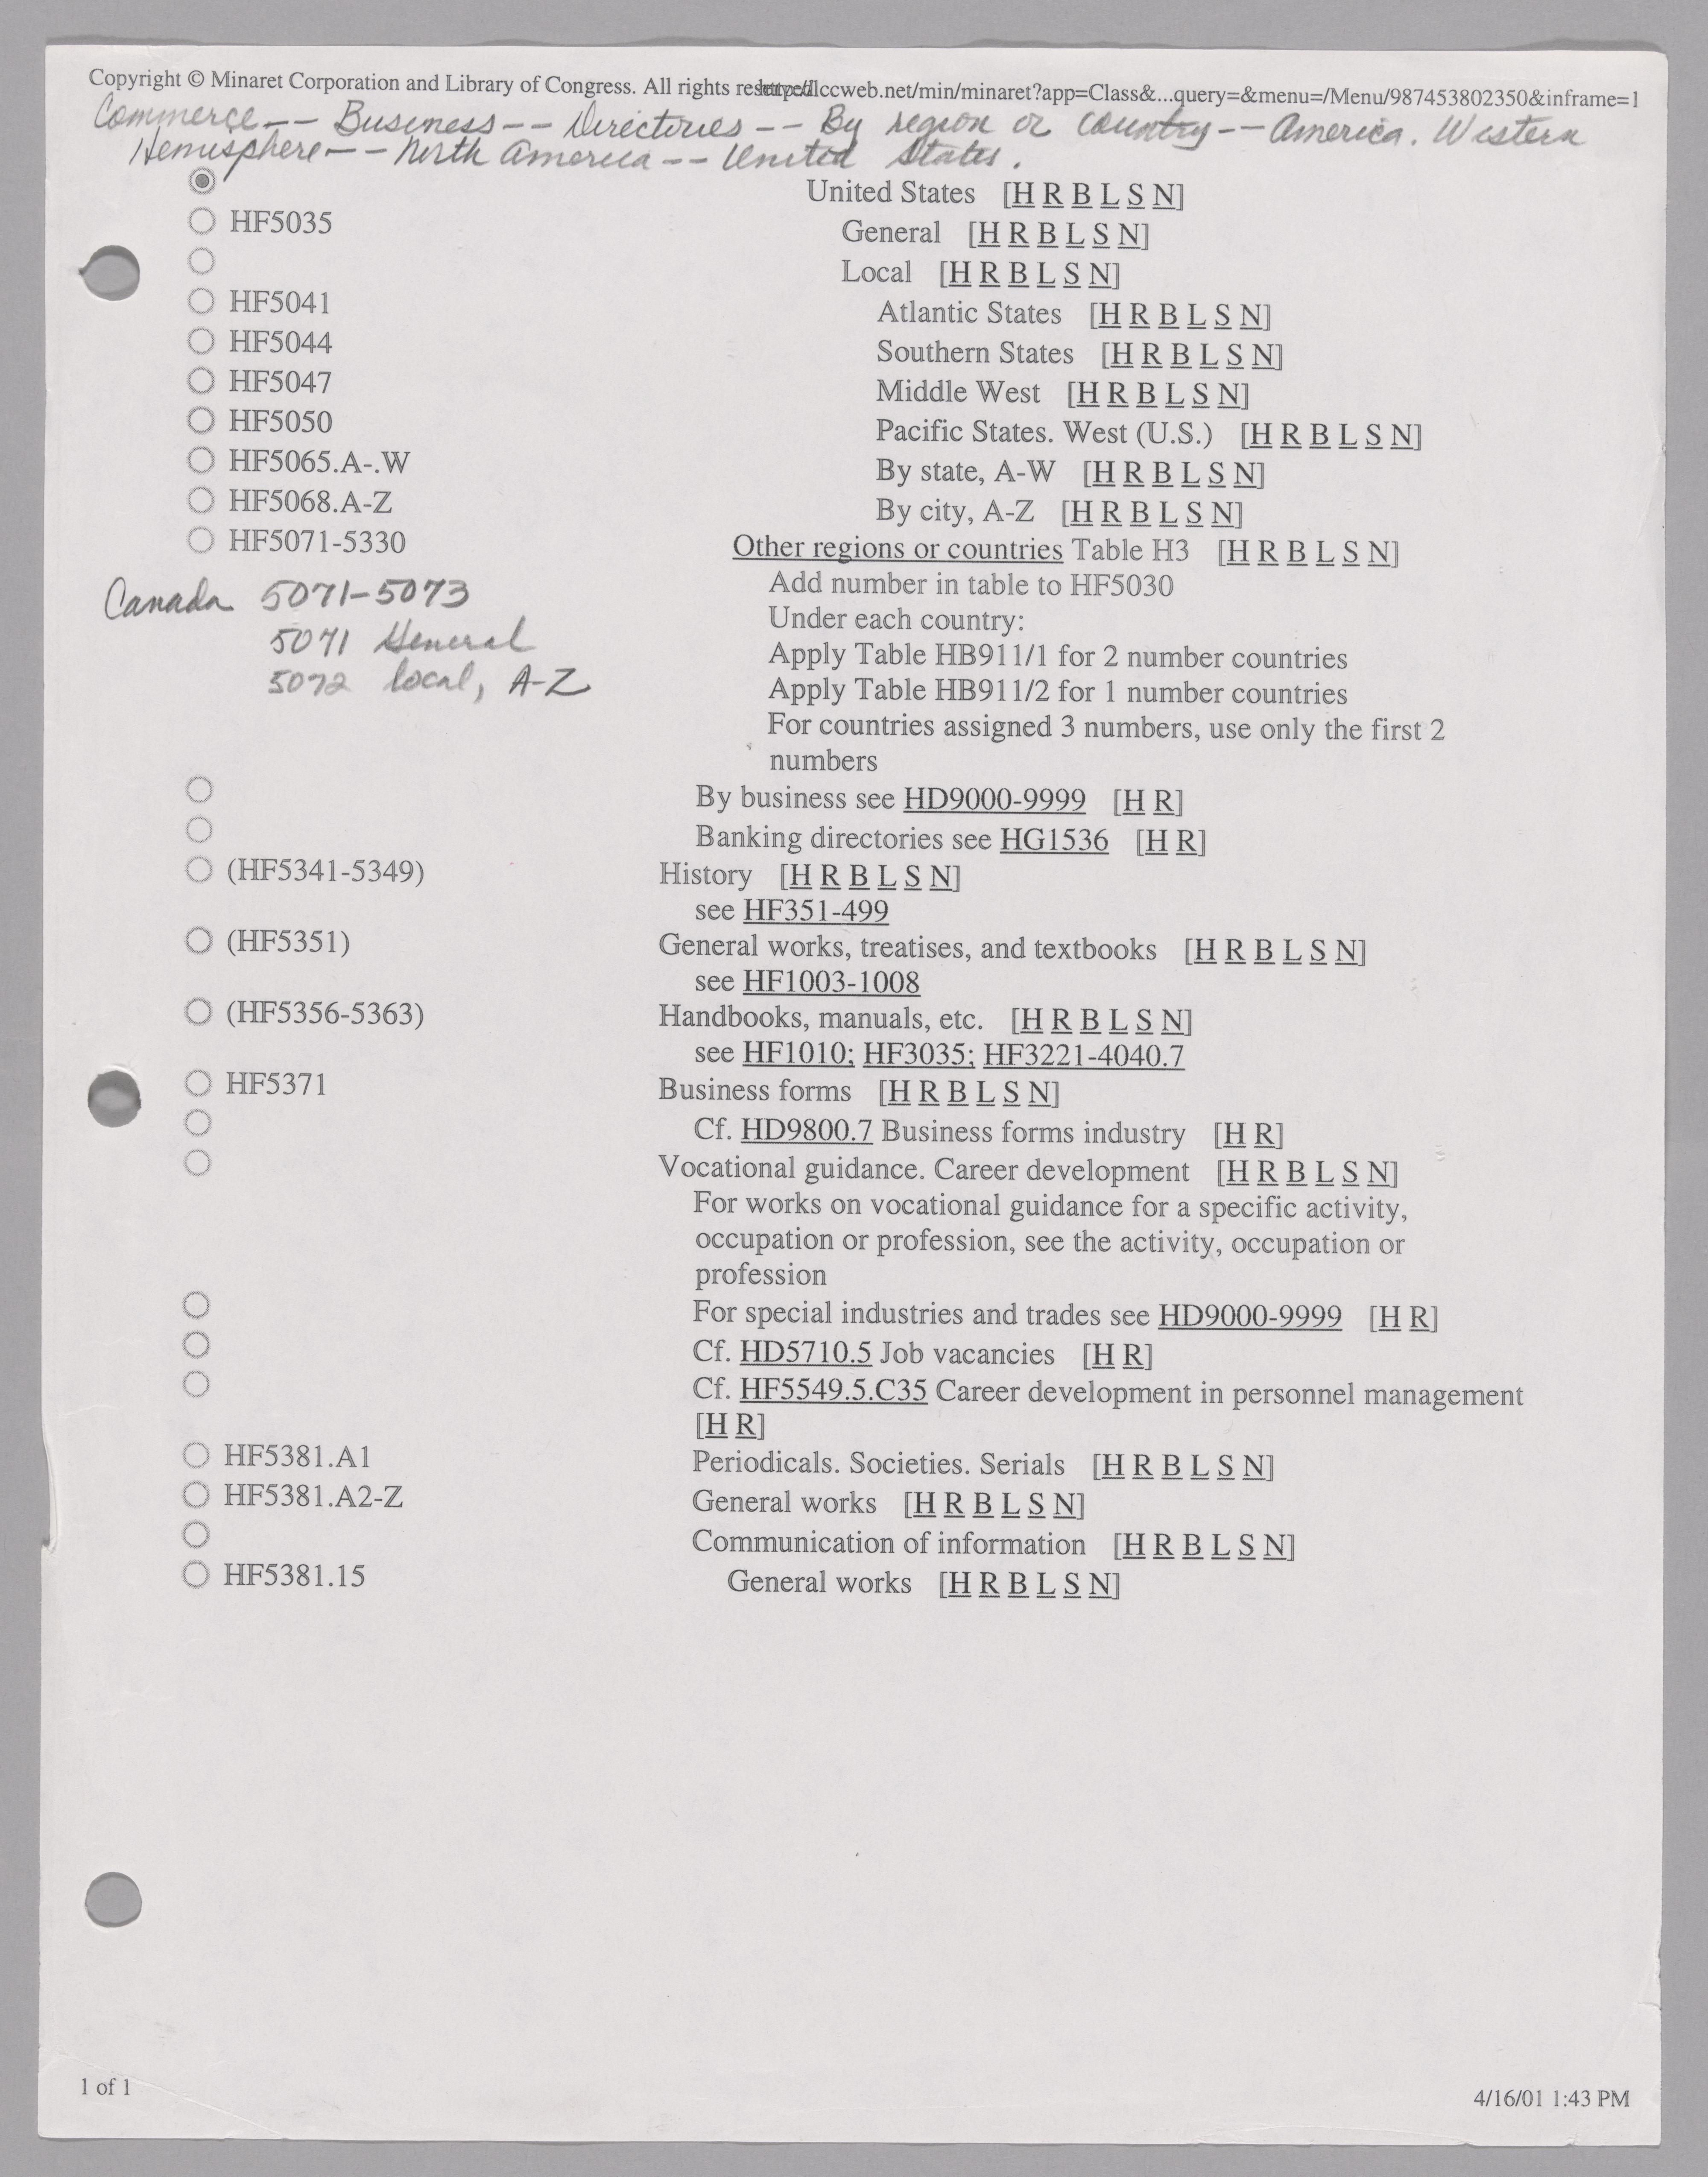 Copyright © Minaret Corporation and Library of Congress. All rights reserved. http://lccweb.net/min/minaret?app=Class&...query=&menu=/Menu/987453802350&inframe=1
Commerce -- Business -- Directories -- By region or country -- America. Western
Hemisphere -- North America -- United States.
United States [H R B L S N]
HF5035 General [H R B L S N]
Local [H R B L S N]
HF5041 Atlantic States [H R B L S N]
HF5044 Southern States [H R B L S N]
HF5047 Middle West [H R B L S N]
HF5050 Pacific States. West (U.S.) [H R B L S N]
HF5065.A-.W By state, A-W [H R B L S N]
HF5068.A-Z By city, A-Z [H R B L S N]
HF5071-5330 Other regions or countries Table H3 [H R B L S N]
Add number in table to HF5030
Canada 5071-5073
Under each country:
5071 General
Apply Table HB911/1 for 2 number countries
5072 local, A-Z
Apply Table HB911/2 for 1 number countries
For countries assigned 3 numbers, use only the first 2
numbers
By business see HD9000-9999 [H R]
Banking directories see HG1536 [H R]
(HF5341-5349) History [H R B L S N]
see HF351-499
(HF5351) General works, treatises, and textbooks [H R B L S N]
see HF1003-1008
(HF5356-5363) Handbooks, manuals, etc. [H R B L S N]
see HF1010; HF3035; HF3221-4040.7
HF5371 Business forms [H R B L S N]
Cf. HD9800.7 Business forms industry [H R]
Vocational guidance. Career development [H R B L S N]
For works on vocational guidance for a specific activity,
occupation or profession, see the activity, occupation or
profession
For special industries and trades see HD9000-9999 [H R]
Cf. HD5710.5 Job vacancies [H R]
Cf. HF5549.5.C35 Career development in personnel management
[H R]
HF5381.A1 Periodicals. Societies. Serials [H R B L S N]
HF5381.A2-Z General works [H R B L S N]
Communication of information [H R B L S N]
HF5381.15 General works [H R B L S N]
1 of 1
4/16/01 1:43 PM